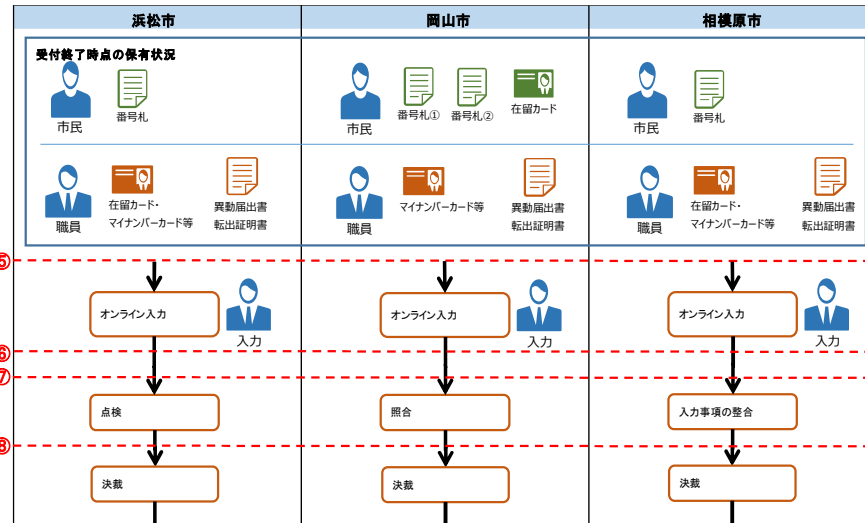 浜松市
岡山市
相模原市
受付終了時点の保有状況
市民
番号札
市民
番号札①
番号札②
在留カード
市民
番号札
職員
在留カード・
マイナンバーカード等
異動届出書
転出証明書
職員
マイナンバーカード等
異動届出書
転出証明書
職員
在留カード・
マイナンバーカード等
異動届出書
転出証明書
⑤
オンライン入力
入力
オンライン入力
入力
オンライン入力
入力
⑥
⑦
点検
照合
入力事項の整合
⑧
決裁
決裁
決裁